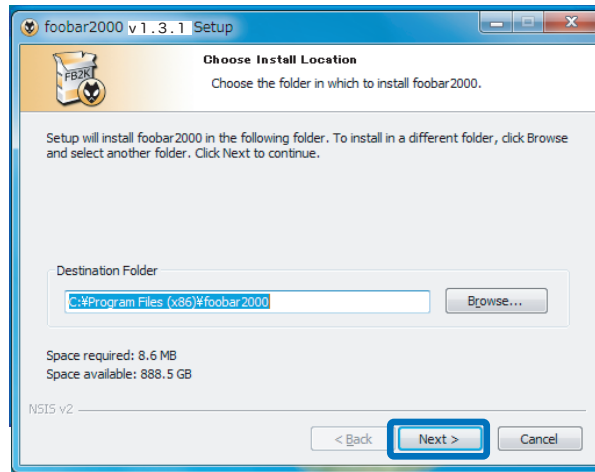 foobar2000 v1.3.1 Setup
FB2K
Choose Install Location
Choose the folder in which to install foobar2000.
Setup will install foobar2000 in the following folder. To install in a different folder, click Browse
and select another folder. Click Next to continue.
Destination Folder
C:¥Program Files (x86)¥foobar2000
Browse...
Space required: 8.6 MB
Space available: 888.5 GB
NSIS v2
< Back
Next >
Cancel